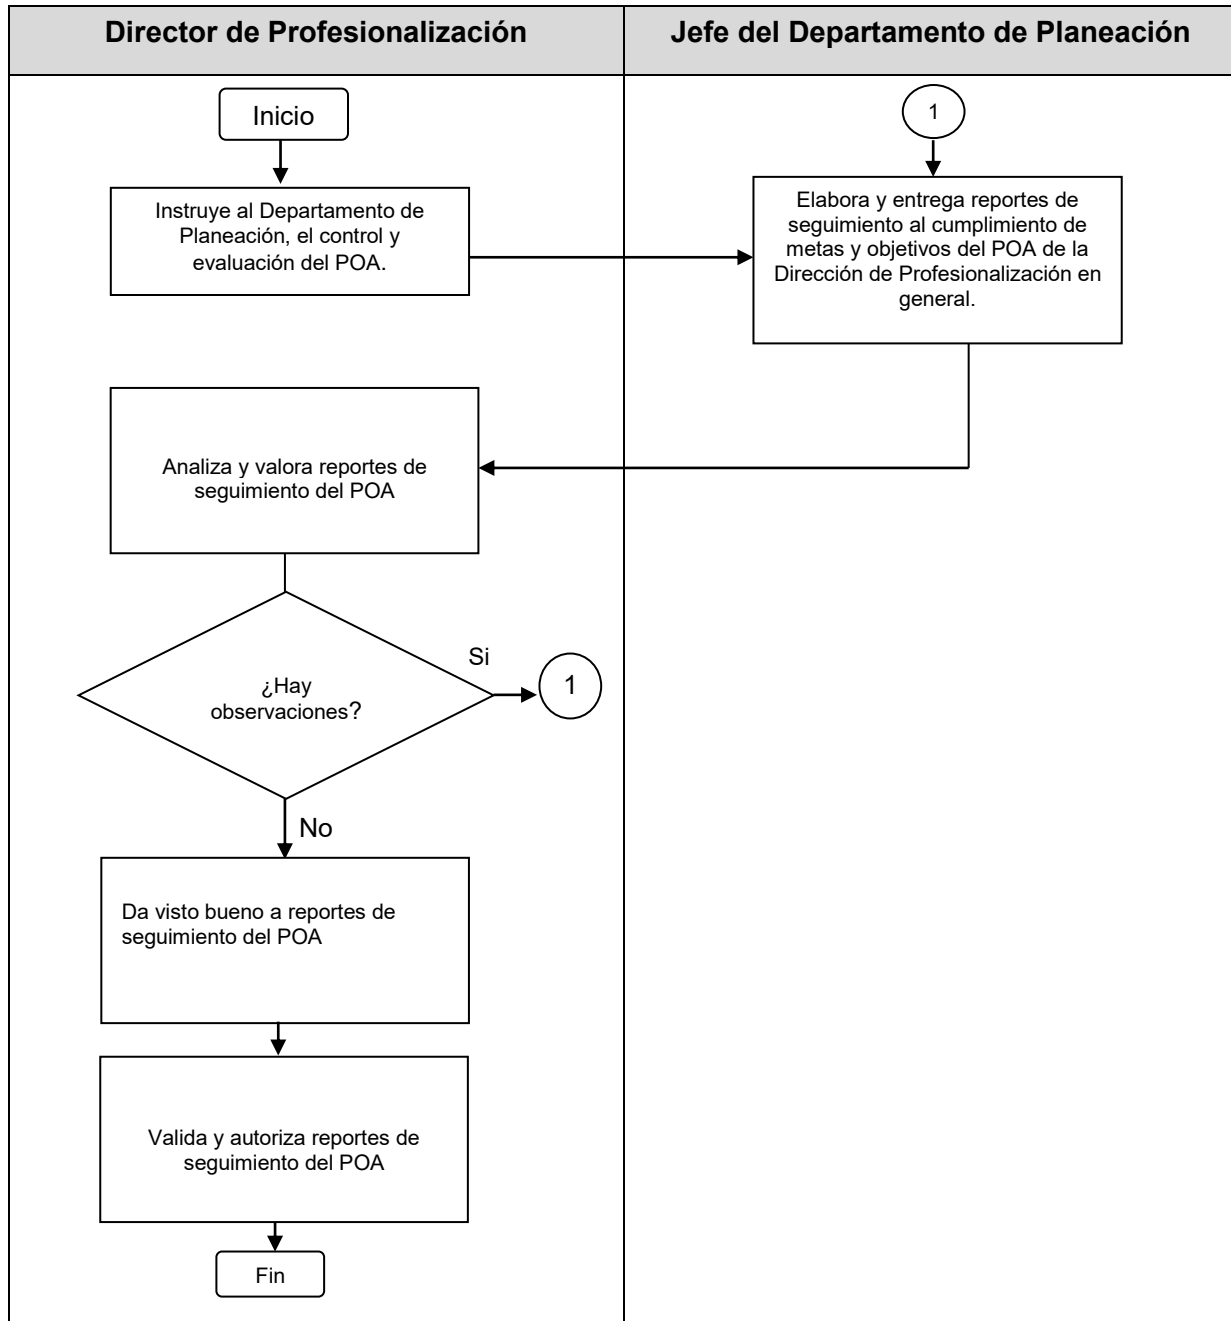 Director de Profesionalización
Jefe del Departamento de Planeación
Inicio
Instruye al Departamento de
Planeación, el control y
evaluación del POA.
1
Elabora y entrega reportes de
seguimiento al cumplimiento de
metas y objetivos del POA de la
Dirección de Profesionalización en
general.
Analiza y valora reportes de
seguimiento del POA
¿Hay
observaciones?
Si
1
No
Da visto bueno a reportes de
seguimiento del POA
Valida y autoriza reportes de
seguimiento del POA
Fin